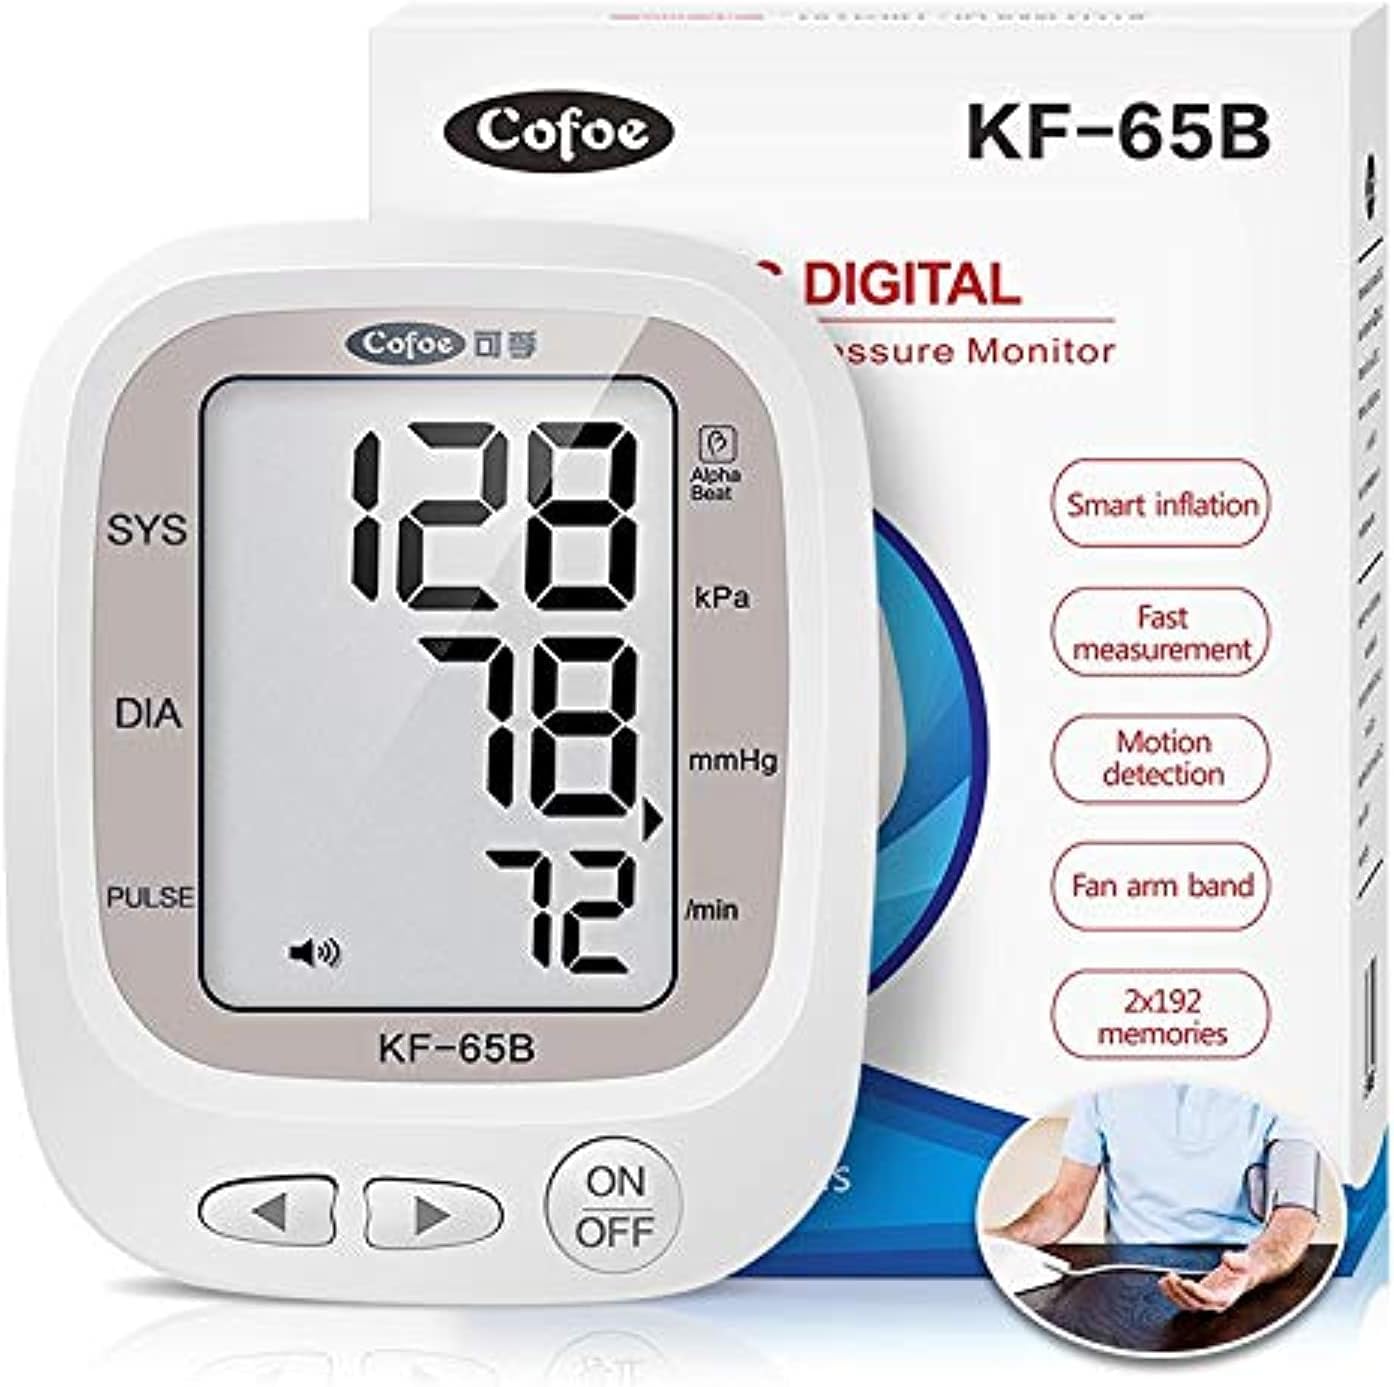 Cofoe
KF-65B
DIGITAL
Monitor
Cofoe 可孚
128
Alpha
Beat
SYS
kPa
78
DIA
mmHg
72
PULSE
/min
KF-65B
ON
OFF
Smart inflation
Fast
measurement
Motion
detection
Fan arm band
2x192
memories